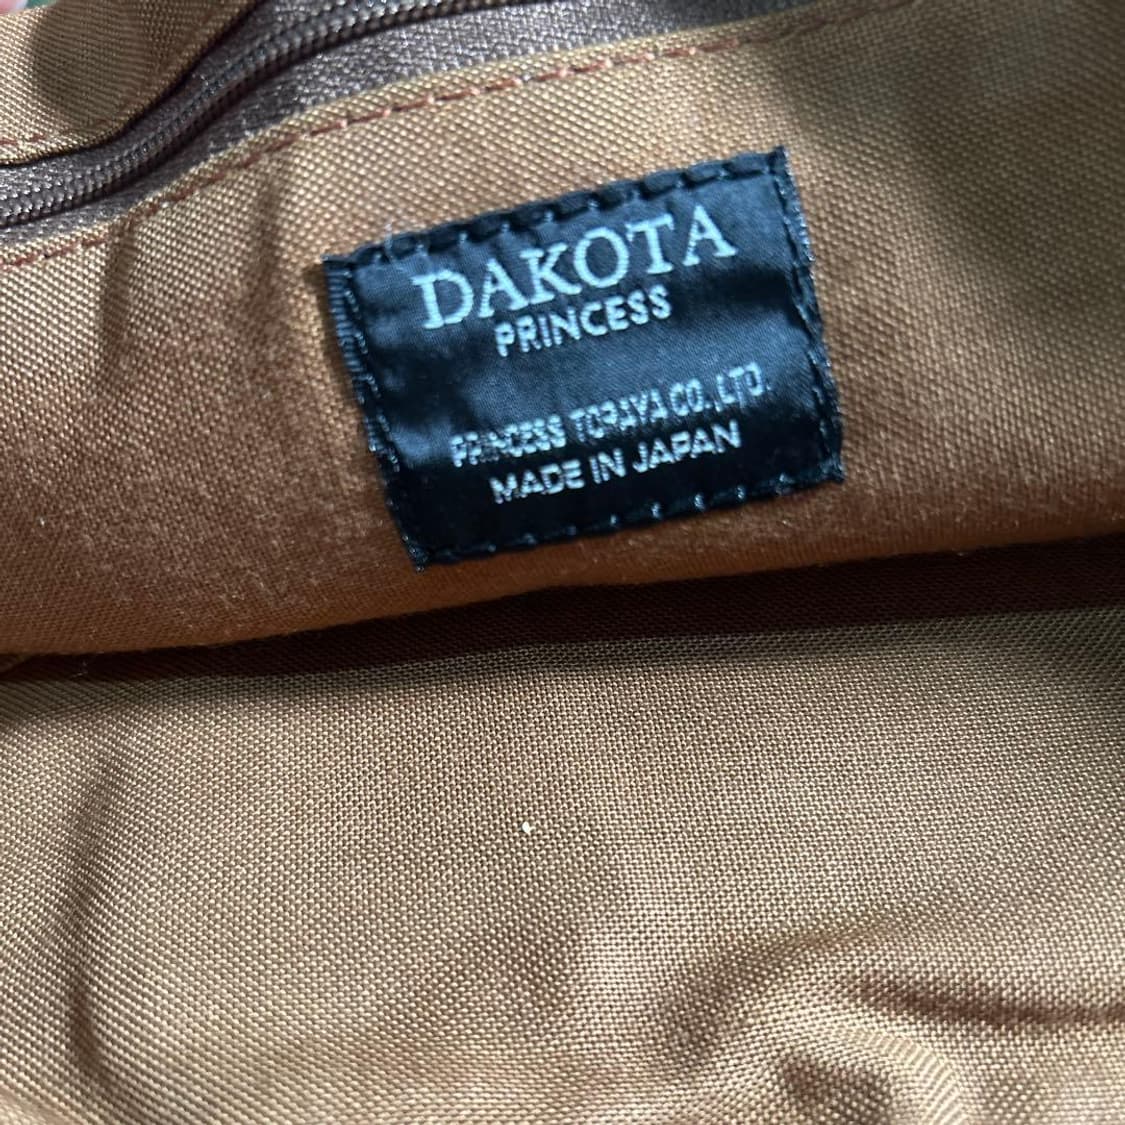 DAKOTA
PRINCESS
PRINCESS TORAYA CO., LTD.
MADE IN JAPAN